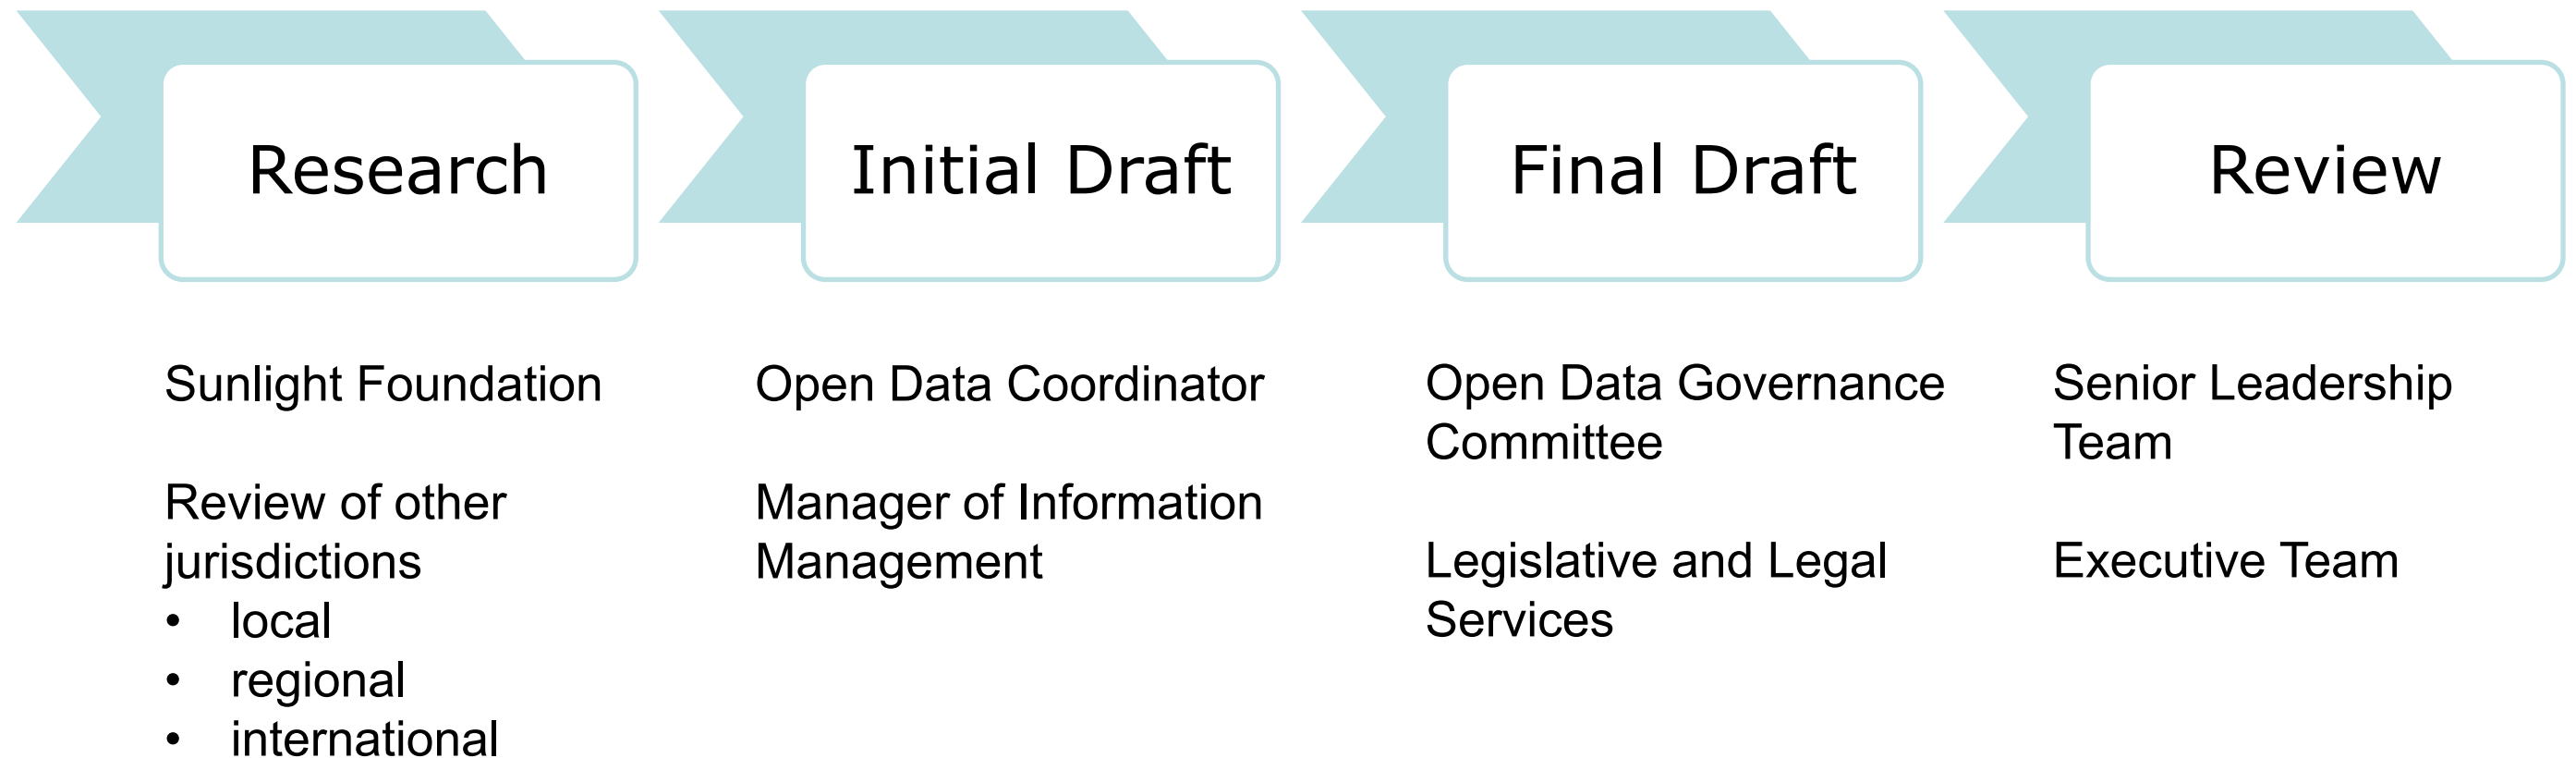 Research
Initial Draft
Final Draft
Review
Sunlight Foundation
Review of other
jurisdictions
• local
• regional
• international
Open Data Coordinator
Manager of Information
Management
Open Data Governance
Committee
Legislative and Legal
Services
Senior Leadership
Team
Executive Team